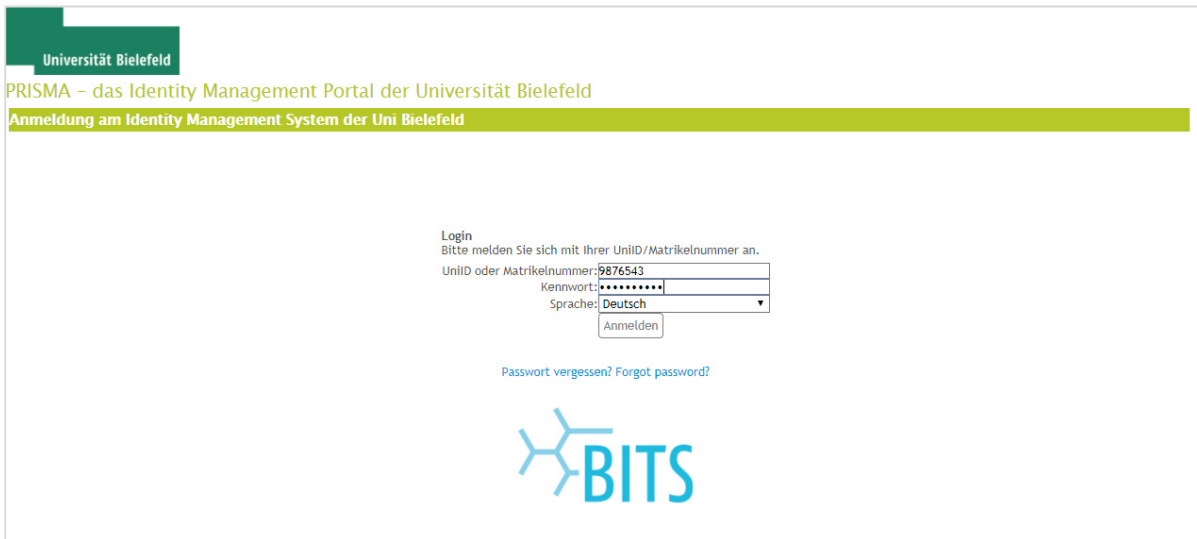 Universität Bielefeld
PRISMA – das Identity Management Portal der Universität Bielefeld
Anmeldung am Identity Management System der Uni Bielefeld
Login
Bitte melden Sie sich mit Ihrer UniID/Matrikelnummer an.
UniID oder Matrikelnummer: 9876543
Kennwort: ••••••••••
Sprache: Deutsch
Anmelden
Passwort vergessen? Forgot password?
BITS